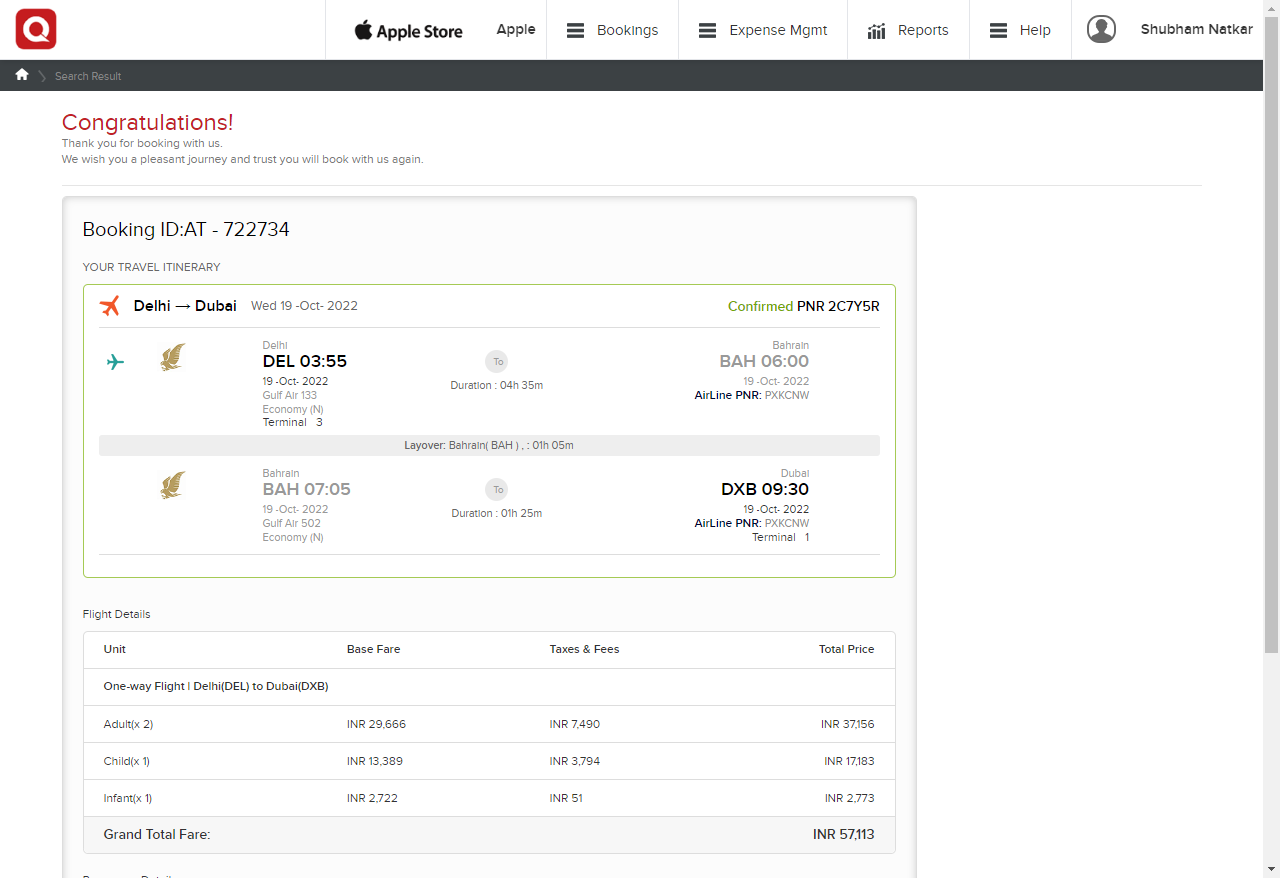 Q
Apple Store
Apple
Bookings
Expense Mgmt
Reports
Help
Shubham Natkar
Search Result
Congratulations!
Thank you for booking with us.
We wish you a pleasant journey and trust you will book with us again.
Booking ID:AT - 722734
YOUR TRAVEL ITINERARY
Delhi → Dubai Wed 19 -Oct- 2022 Confirmed PNR 2C7Y5R
Delhi
DEL 03:55
19 -Oct- 2022
Gulf Air 133
Economy (N)
Terminal 3
To
Duration : 04h 35m
Bahrain
BAH 06:00
19 -Oct- 2022
AirLine PNR: PXKCNW
Layover: Bahrain( BAH ) , : 01h 05m
Bahrain
BAH 07:05
19 -Oct- 2022
Gulf Air 502
Economy (N)
To
Duration : 01h 25m
Dubai
DXB 09:30
19 -Oct- 2022
AirLine PNR: PXKCNW
Terminal 1
Flight Details
Unit Base Fare Taxes & Fees Total Price
One-way Flight | Delhi(DEL) to Dubai(DXB)
Adult(x 2) INR 29,666 INR 7,490 INR 37,156
Child(x 1) INR 13,389 INR 3,794 INR 17,183
Infant(x 1) INR 2,722 INR 51 INR 2,773
Grand Total Fare: INR 57,113